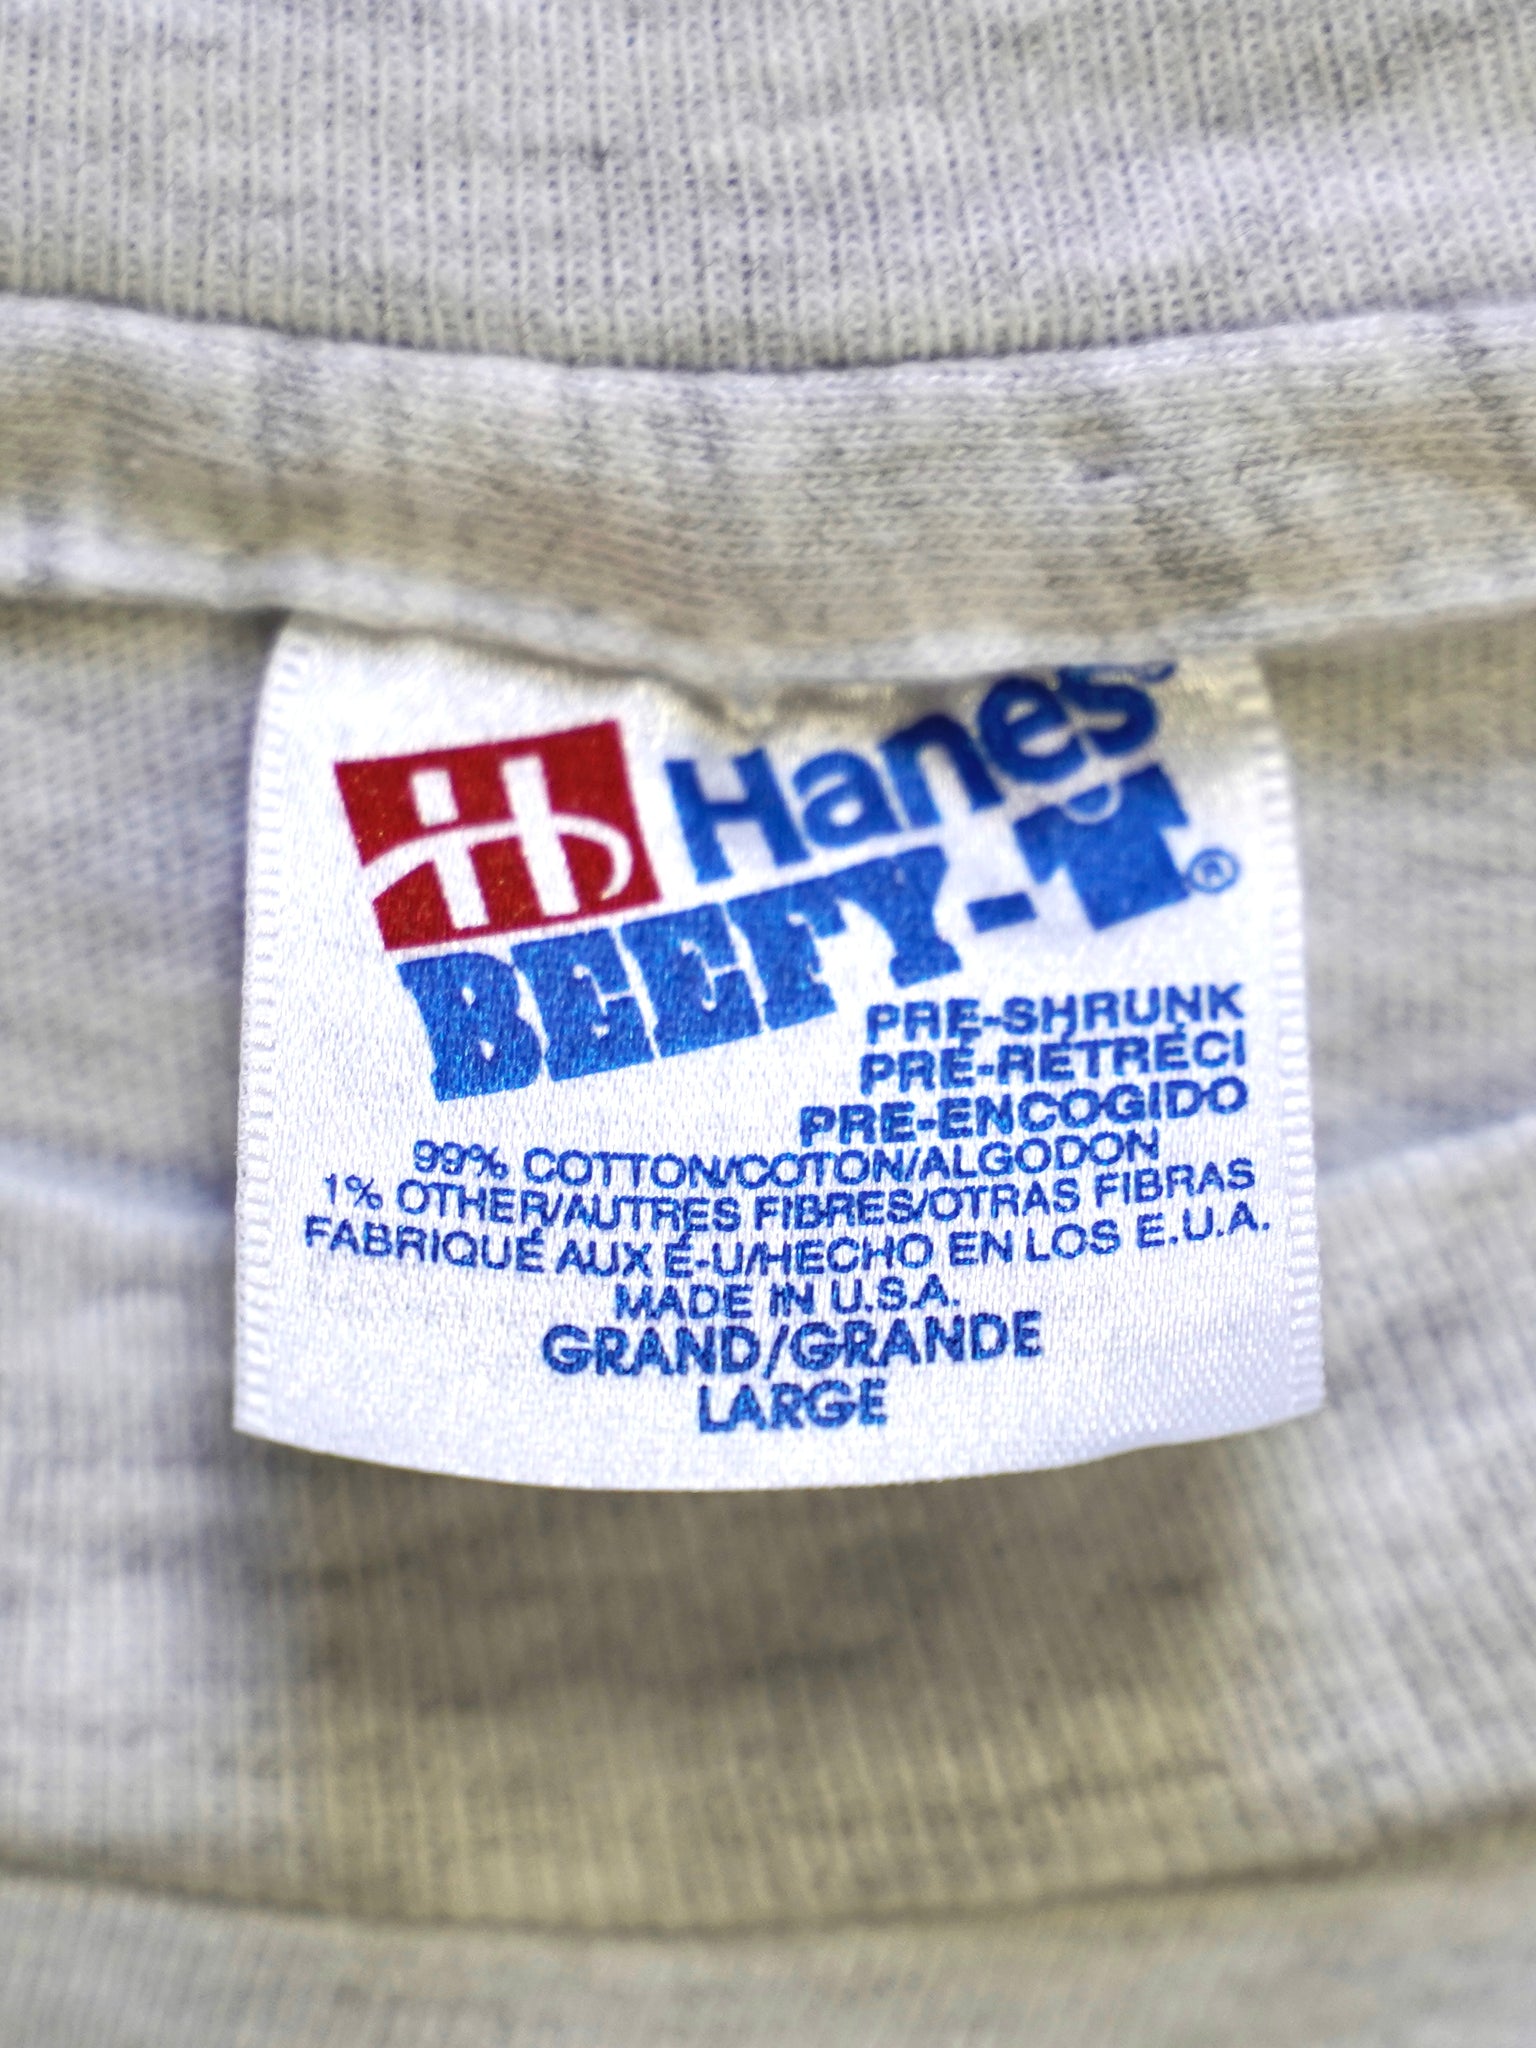 H Hanes
BEEFY-T®
PRE-SHRUNK
PRÉ-RÉTRÉCI
PRE-ENCOGIDO
99% COTTON/COTON/ALGODON
1% OTHER/AUTRES FIBRES/OTRAS FIBRAS
FABRIQUÉ AUX É-U/HECHO EN LOS E.U.A.
MADE IN U.S.A.
GRAND/GRANDE
LARGE